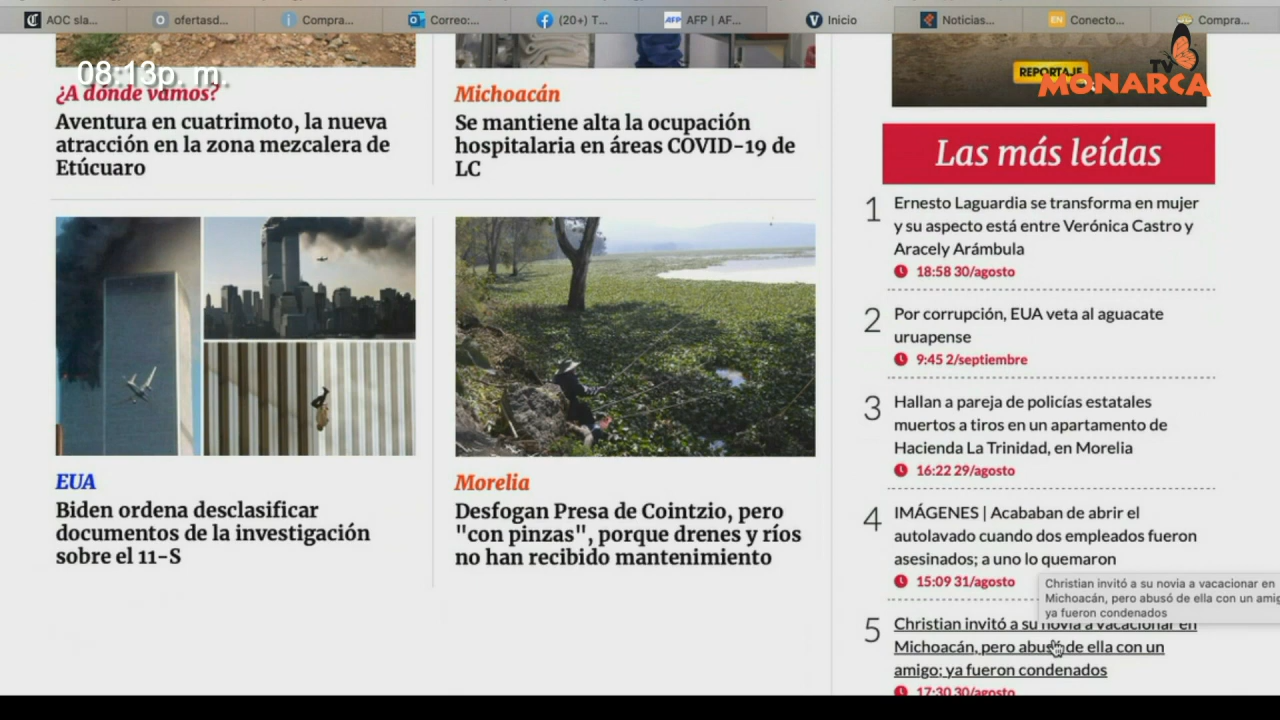 AOC sla...
ofertasd...
Compra...
Correo:...
(20+) T...
AFP
AFP | AF...
Inicio
Noticias...
EN
Conecto...
Compra...
08:13p. m.
REPORTAJE
TV
MONARCA
¿A dónde vamos?
Aventura en cuatrimoto, la nueva
atracción en la zona mezcalera de
Etúcuaro
Michoacán
Se mantiene alta la ocupación
hospitalaria en áreas COVID-19 de
LC
EUA
Biden ordena desclasificar
documentos de la investigación
sobre el 11-S
Morelia
Desfogan Presa de Cointzio, pero
"con pinzas", porque drenes y ríos
no han recibido mantenimiento
Las más leídas
1
Ernesto Laguardia se transforma en mujer
y su aspecto está entre Verónica Castro y
Aracely Arámbula
18:58 30/agosto
2
Por corrupción, EUA veta al aguacate
uruapense
9:45 2/septiembre
3
Hallan a pareja de policías estatales
muertos a tiros en un apartamento de
Hacienda La Trinidad, en Morelia
16:22 29/agosto
4
IMÁGENES | Acababan de abrir el
autolavado cuando dos empleados fueron
asesinados; a uno lo quemaron
15:09 31/agosto
Christian invitó a su novia a vacacionar en
Michoacán, pero abusó de ella con un amig
ya fueron condenados
5
Christian invitó a su novia a vacacionar en
Michoacán, pero abusó de ella con un
amigo; ya fueron condenados
17:30 30/agosto